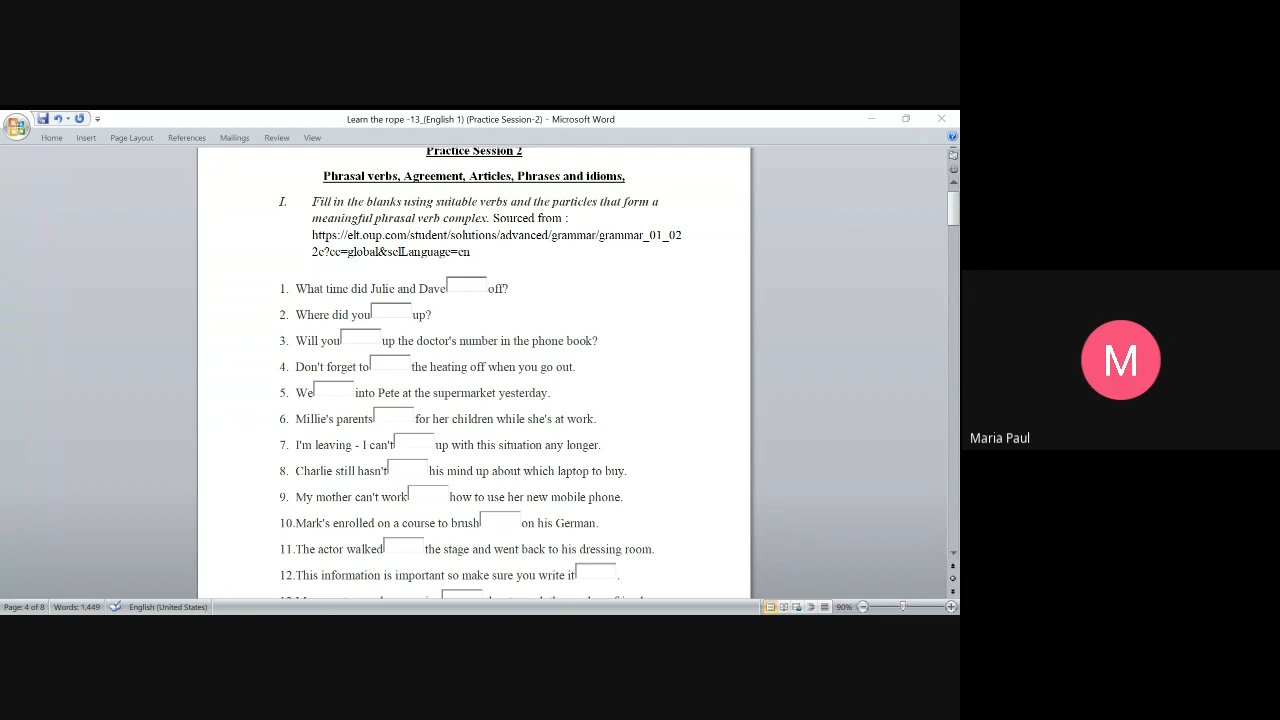 Learn the rope -13_(English 1) (Practice Session-2) - Microsoft Word
Home Insert Page Layout References Mailings Review View
Practice Session 2
Phrasal verbs, Agreement, Articles, Phrases and idioms,
I. Fill in the blanks using suitable verbs and the particles that form a
meaningful phrasal verb complex. Sourced from :
https://elt.oup.com/student/solutions/advanced/grammar/grammar_01_02
2e?cc=global&selLanguage=en
1. What time did Julie and Dave off?
2. Where did you up?
3. Will you up the doctor's number in the phone book?
4. Don't forget to the heating off when you go out.
5. We into Pete at the supermarket yesterday.
6. Millie's parents for her children while she's at work.
7. I'm leaving - I can't up with this situation any longer.
8. Charlie still hasn't his mind up about which laptop to buy.
9. My mother can't work how to use her new mobile phone.
10.Mark's enrolled on a course to brush on his German.
11.The actor walked the stage and went back to his dressing room.
12.This information is important so make sure you write it .
Page: 4 of 8 Words: 1,449 English (United States) 90%
M
Maria Paul